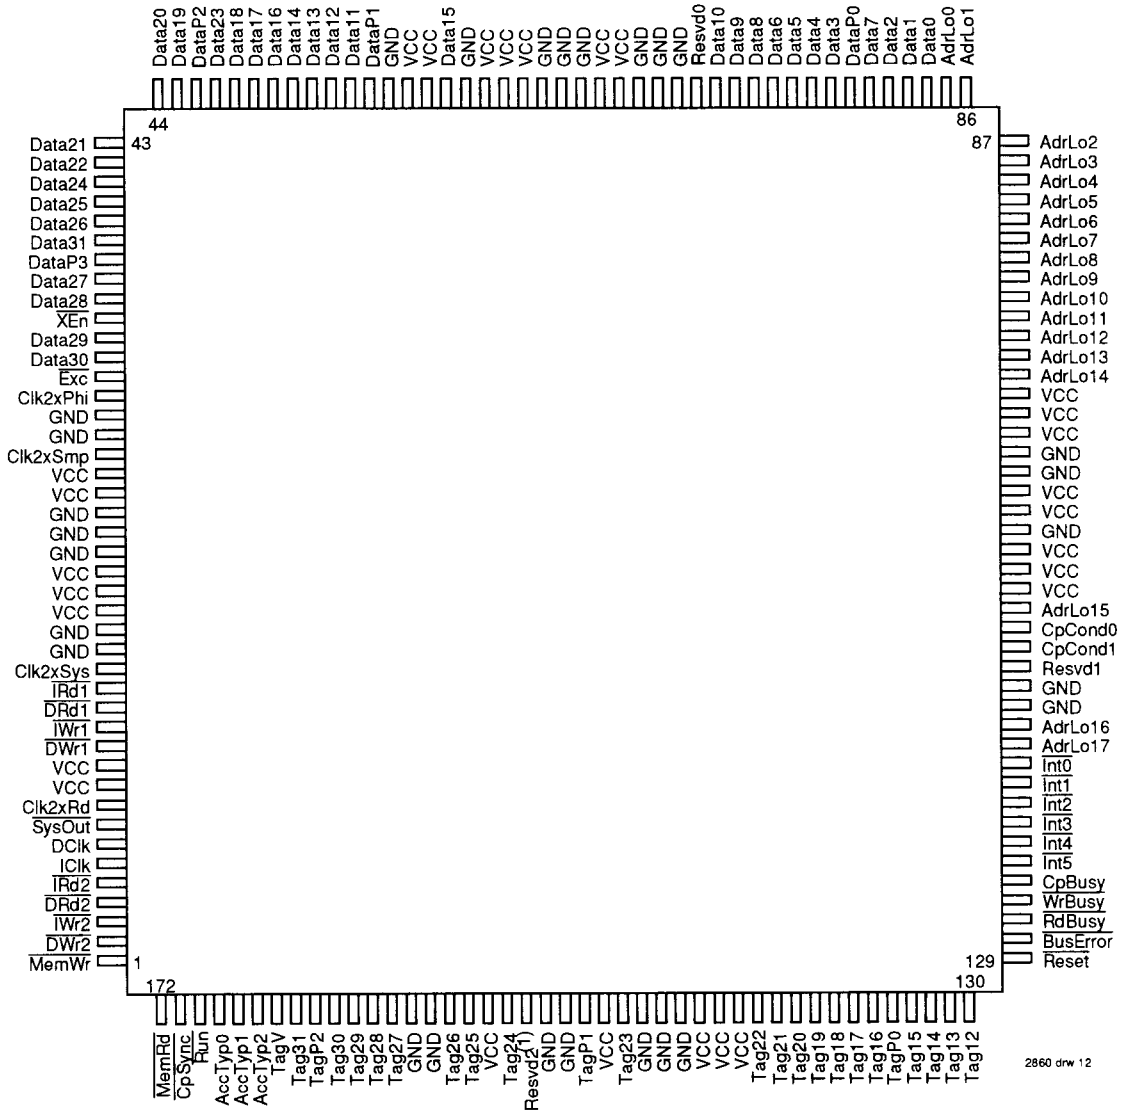 Data20
Data19
DataP2
Data23
Data18
Data17
Data16
Data14
Data13
Data12
Data11
DataP1
GND
VCC
VCC
Data15
GND
VCC
VCC
VCC
GND
GND
GND
VCC
VCC
GND
GND
GND
Resvd0
Data10
Data9
Data8
Data6
Data5
Data4
Data3
DataP0
Data7
Data2
Data1
Data0
AdrLo0
AdrLo1
44
86
43
87
Data21
Data22
Data24
Data25
Data26
Data31
DataP3
Data27
Data28
XEn
Data29
Data30
Exc
Clk2xPhi
GND
GND
Clk2xSmp
VCC
VCC
GND
GND
GND
VCC
VCC
VCC
GND
GND
Clk2xSys
IRd1
DRd1
IWr1
DWr1
VCC
VCC
Clk2xRd
SysOut
DClk
IClk
IRd2
DRd2
IWr2
DWr2
MemWr
AdrLo2
AdrLo3
AdrLo4
AdrLo5
AdrLo6
AdrLo7
AdrLo8
AdrLo9
AdrLo10
AdrLo11
AdrLo12
AdrLo13
AdrLo14
VCC
VCC
VCC
GND
GND
VCC
VCC
GND
VCC
VCC
VCC
AdrLo15
CpCond0
CpCond1
Resvd1
GND
GND
AdrLo16
AdrLo17
Int0
Int1
Int2
Int3
Int4
Int5
CpBusy
WrBusy
RdBusy
BusError
Reset
1
129
172
130
MemRd
CpSync
Run
AccTyp0
AccTyp1
AccTyp2
TagV
Tag31
TagP2
Tag30
Tag29
Tag28
Tag27
GND
GND
Tag26
Tag25
VCC
Tag24
Resvd2(1)
GND
GND
TagP1
VCC
Tag23
GND
GND
GND
VCC
VCC
VCC
Tag22
Tag21
Tag20
Tag19
Tag18
Tag17
Tag16
TagP0
Tag15
Tag14
Tag13
Tag12
2860 drw 12